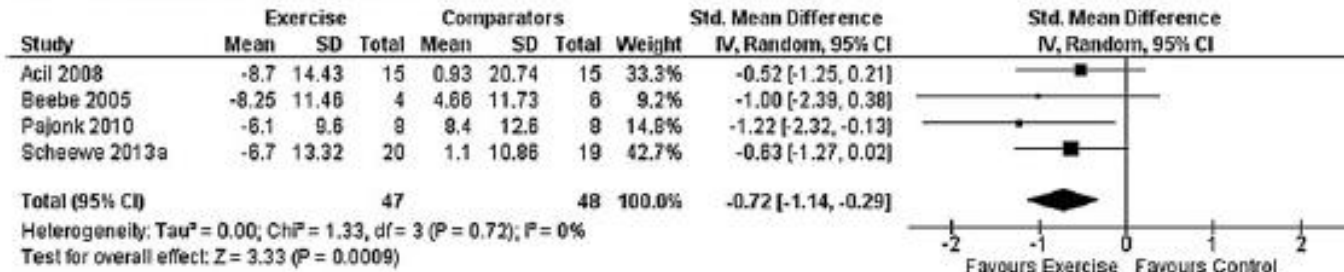 Exercise Comparators Std. Mean Difference Std. Mean Difference
Study Mean SD Total Mean SD Total Weight IV, Random, 95% CI IV, Random, 95% CI
Acil 2008 -8.7 14.43 15 0.93 20.74 15 33.3% -0.52 [-1.25, 0.21]
Beebe 2005 -8.25 11.46 4 4.66 11.73 6 9.2% -1.00 [-2.39, 0.38]
Pajonk 2010 -6.1 9.6 8 8.4 12.6 8 14.8% -1.22 [-2.32, -0.13]
Scheewe 2013a -6.7 13.32 20 1.1 10.86 19 42.7% -0.63 [-1.27, 0.02]
Total (95% CI) 47 48 100.0% -0.72 [-1.14, -0.29]
Heterogeneity: Tau² = 0.00; Chi² = 1.33, df = 3 (P = 0.72); I² = 0%
Test for overall effect: Z = 3.33 (P = 0.0009)
-2 -1 0 1 2
Favours Exercise Favours Control